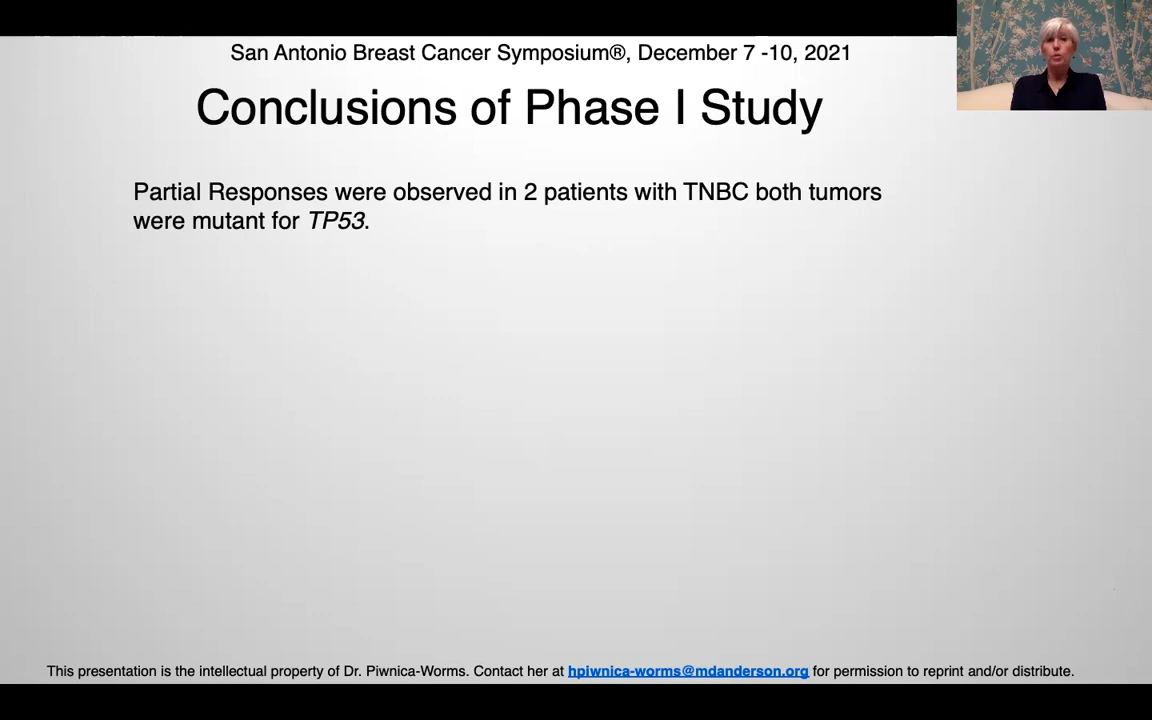 San Antonio Breast Cancer Symposium®, December 7 -10, 2021
Conclusions of Phase I Study
Partial Responses were observed in 2 patients with TNBC both tumors
were mutant for TP53.
This presentation is the intellectual property of Dr. Piwnica-Worms. Contact her at hpiwnica-worms@mdanderson.org for permission to reprint and/or distribute.